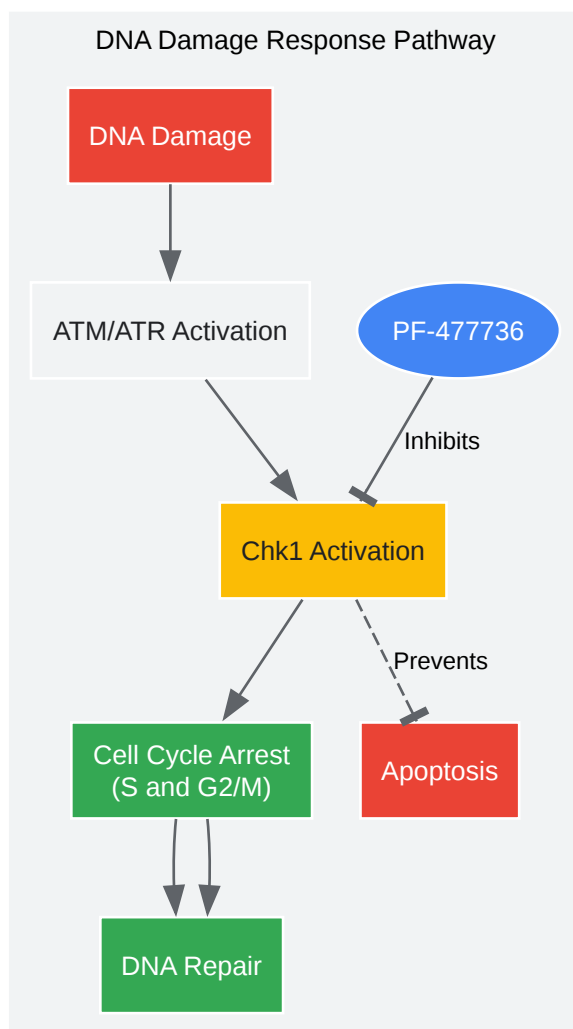 DNA Damage Response Pathway
DNA Damage
ATM/ATR Activation
PF-477736
Inhibits
Chk1 Activation
Prevents
Cell Cycle Arrest
(S and G2/M)
Apoptosis
DNA Repair